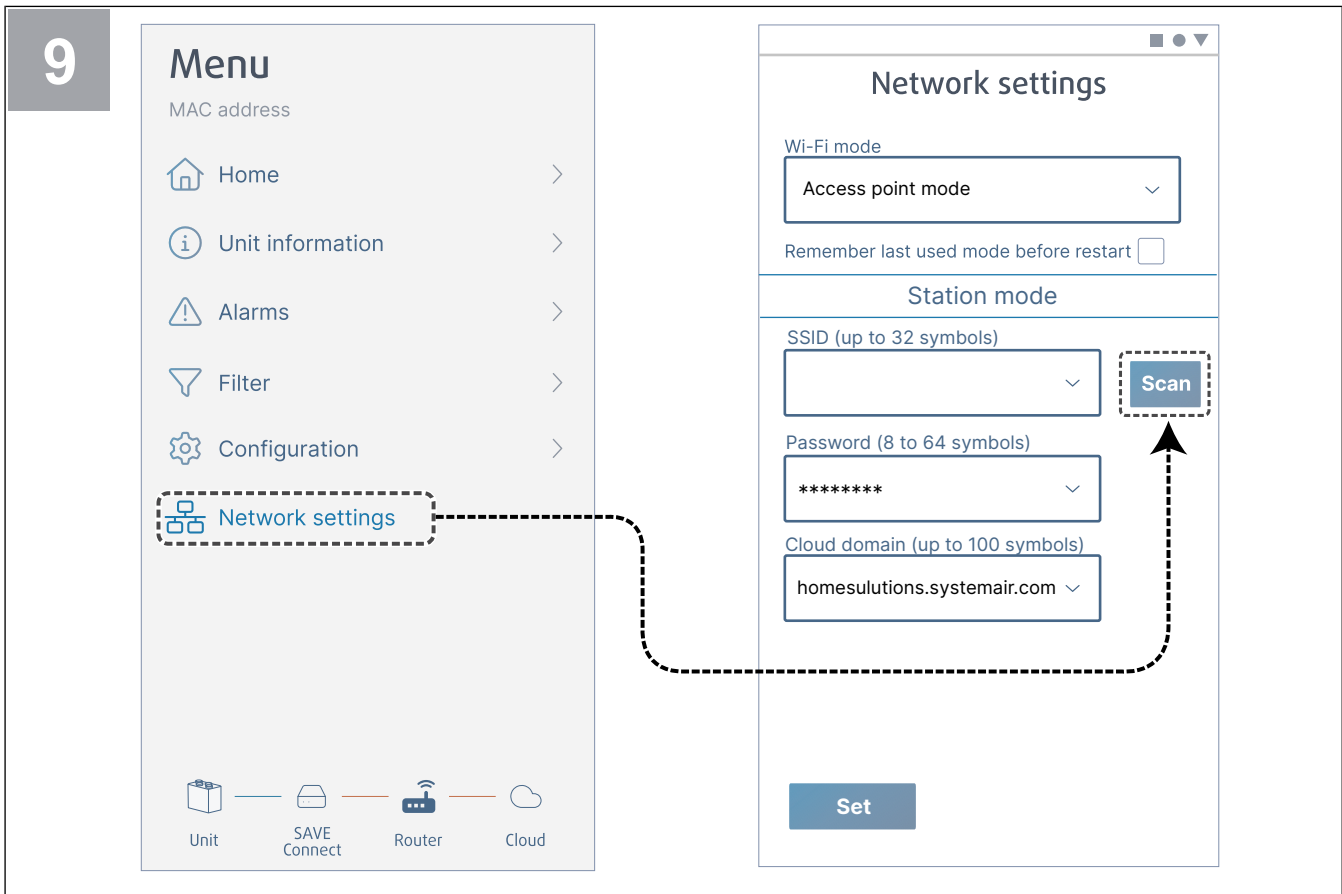 9
Menu
MAC address
Home
Unit information
Alarms
Filter
Configuration
Network settings
Unit
SAVE
Connect
Router
Cloud
Network settings
Wi-Fi mode
Access point mode
Remember last used mode before restart
Station mode
SSID (up to 32 symbols)
Scan
Password (8 to 64 symbols)
********
Cloud domain (up to 100 symbols)
homesulutions.systemair.com
Set